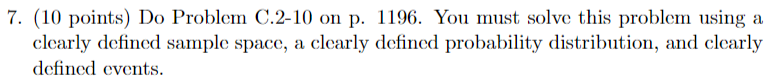 7. (10 points) Do Problem C.2-10 on p. 1196. You must solve this problem using a
clearly defined sample space, a clearly defined probability distribution, and clearly
defined events.